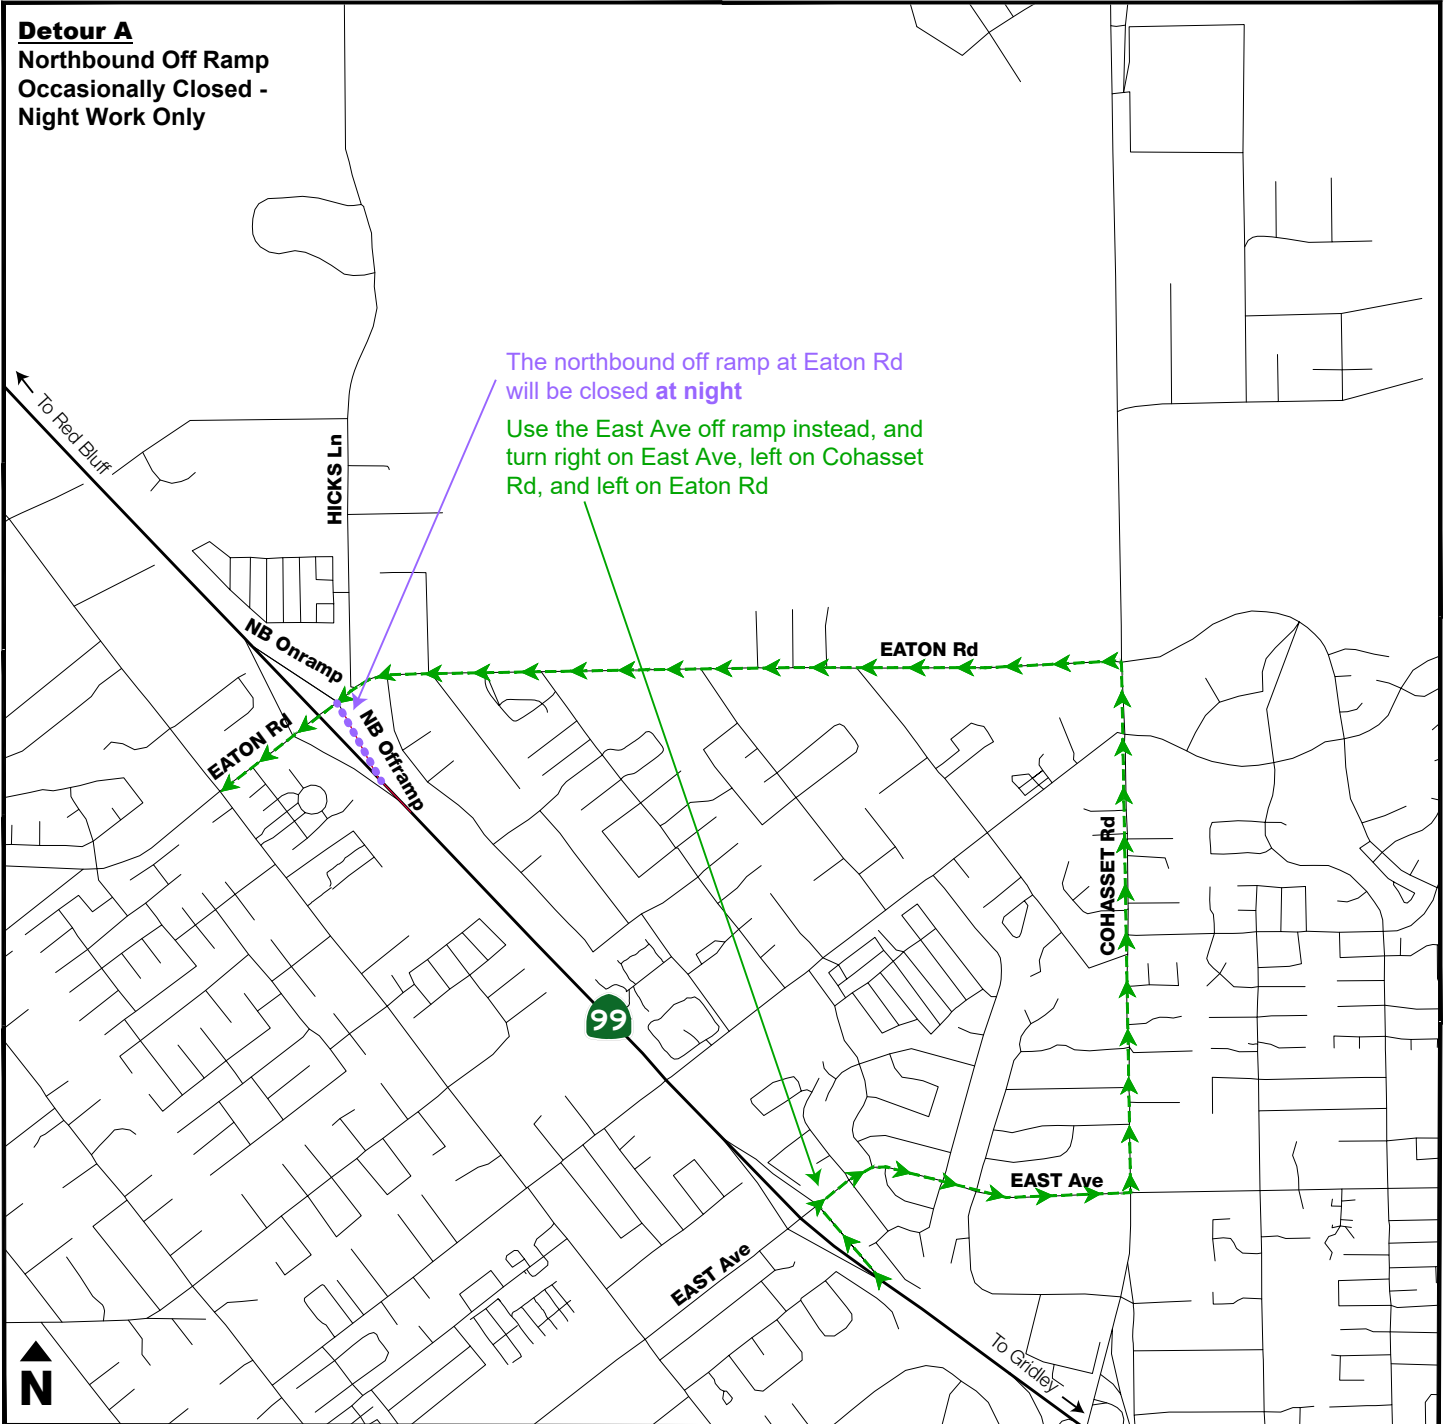 Detour A
Northbound Off Ramp
Occasionally Closed -
Night Work Only
The northbound off ramp at Eaton Rd
will be closed at night
Use the East Ave off ramp instead, and
turn right on East Ave, left on Cohasset
Rd, and left on Eaton Rd
To Red Bluff
HICKS Ln
NB Onramp
EATON Rd
EATON Rd
NB Offramp
COHASSET Rd
99
EAST Ave
EAST Ave
To Gridley
N